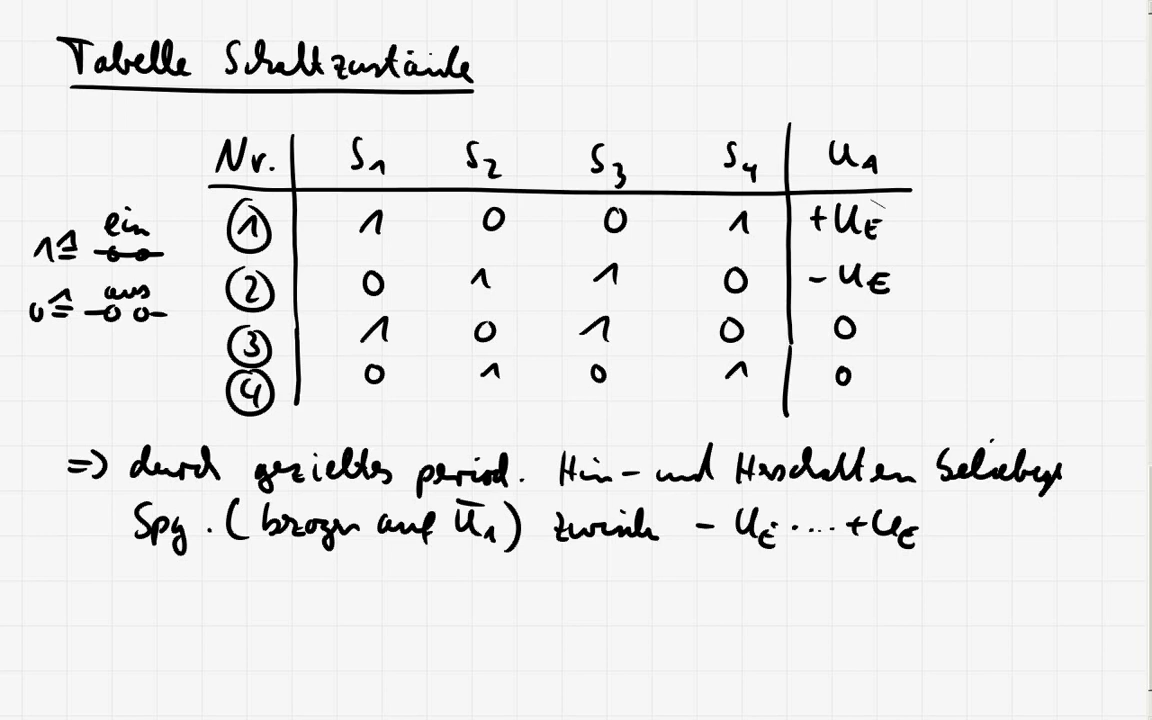 Tabelle Schaltzustände
Nr. S1 S2 S3 S4 UA
1 1 0 0 1 +UE
2 0 1 1 0 -UE
3 1 0 1 0 0
4 0 1 0 1 0
1 ≙ ein
0 ≙ aus
=> durch gezieltes period. Hin- und Herschalten beliebige
Spg. (bezogen auf U̅A) zwisch -UE .... +UE